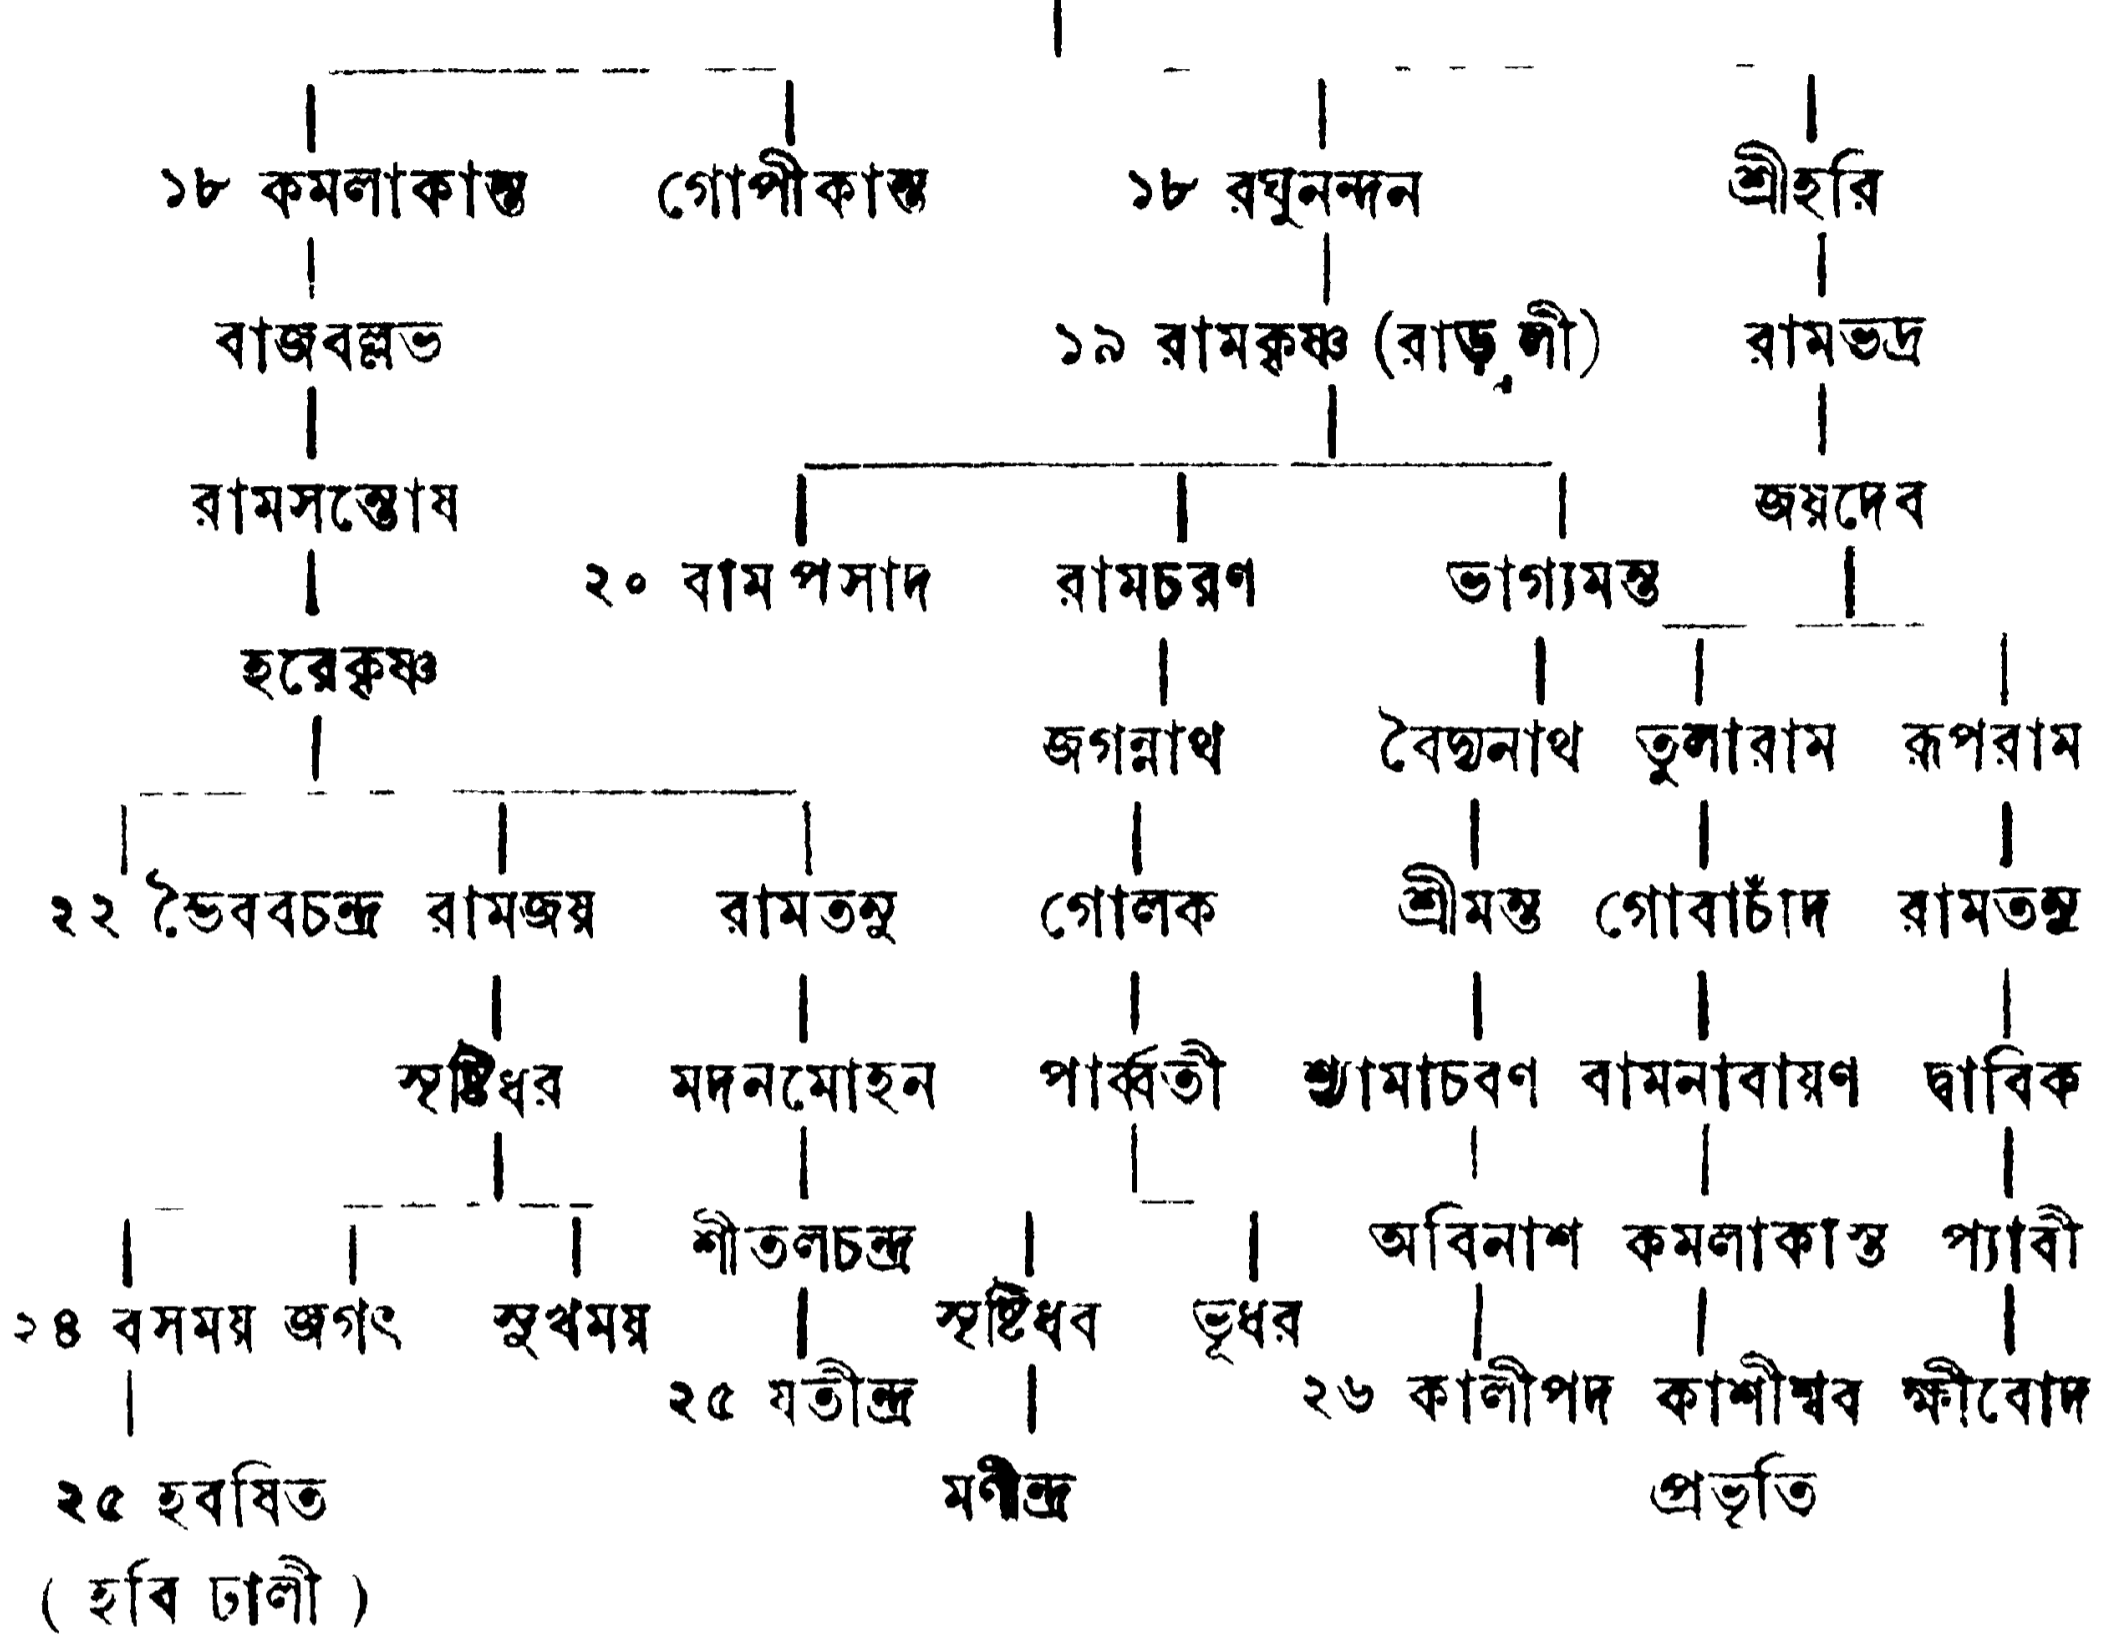 ১৮ কমলাকান্ত গোপীকান্ত ১৮ রঘুনন্দন শ্রীহরি
বাজবল্লভ ১৯ রামকৃষ্ণ (রাড়ুলী) রামভদ্র
রামসন্তোষ জয়দেব
২০ বামপসাদ রামচরণ ভাগ্যমন্ত
হরেকৃষ্ণ
জগন্নাথ বৈদ্যনাথ তুলারাম রূপরাম
২২ ভৈববচন্দ্র রামজয় রামতনু গোলক শ্রীমন্ত গোবাচাঁদ রামতনু
সৃষ্টিধর মদনমোহন পার্ব্বতী শ্যামাচবণ বামনাবায়ণ দ্বাবিক
শীতলচন্দ্র অবিনাশ কমলাকান্ত প্যাবী
২৪ বসময় জগৎ সুখময় সৃষ্টিধব ভূধর
২৫ যতীন্দ্র ২৬ কালীপদ কাশীশ্বব ক্ষীবোদ
২৫ হবষিত মণীন্দ্র প্রভৃতি
( হবি ঢালী )